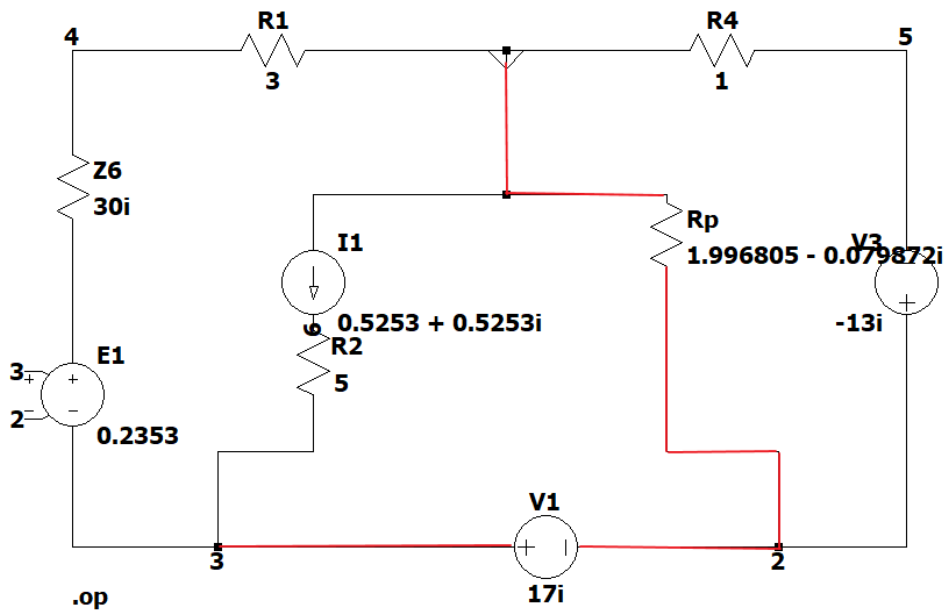 R1
R4
4
5
3
1
Z6
30i
Rp
I1
V3
1.996805 - 0.079872i
0.5253 + 0.5253i
-13i
6
R2
E1
3
5
2
0.2353
V1
3
2
17i
.op